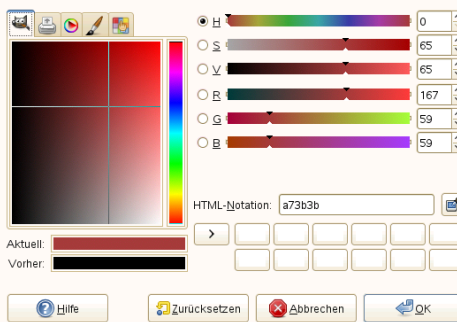 H 0
S 65
V 65
R 167
G 59
B 59
HTML-Notation: a73b3b
>
Aktuell:
Vorher:
Hilfe Zurücksetzen Abbrechen OK